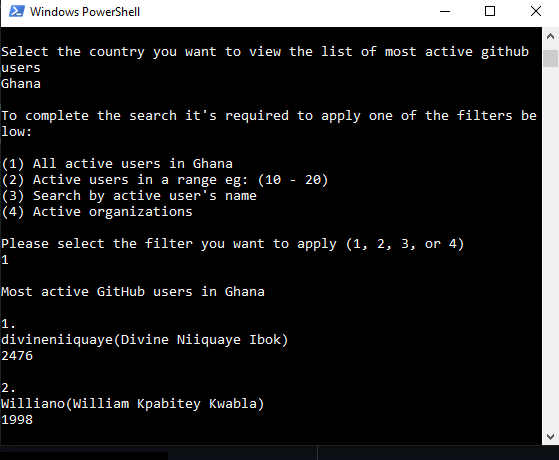 Windows PowerShell
Select the country you want to view the list of most active github
users
Ghana
To complete the search it's required to apply one of the filters be
low:
(1) All active users in Ghana
(2) Active users in a range eg: (10 - 20)
(3) Search by active user's name
(4) Active organizations
Please select the filter you want to apply (1, 2, 3, or 4)
1
Most active GitHub users in Ghana
1.
divineniiquaye(Divine Niiquaye Ibok)
2476
2.
Williano(William Kpabitey Kwabla)
1998